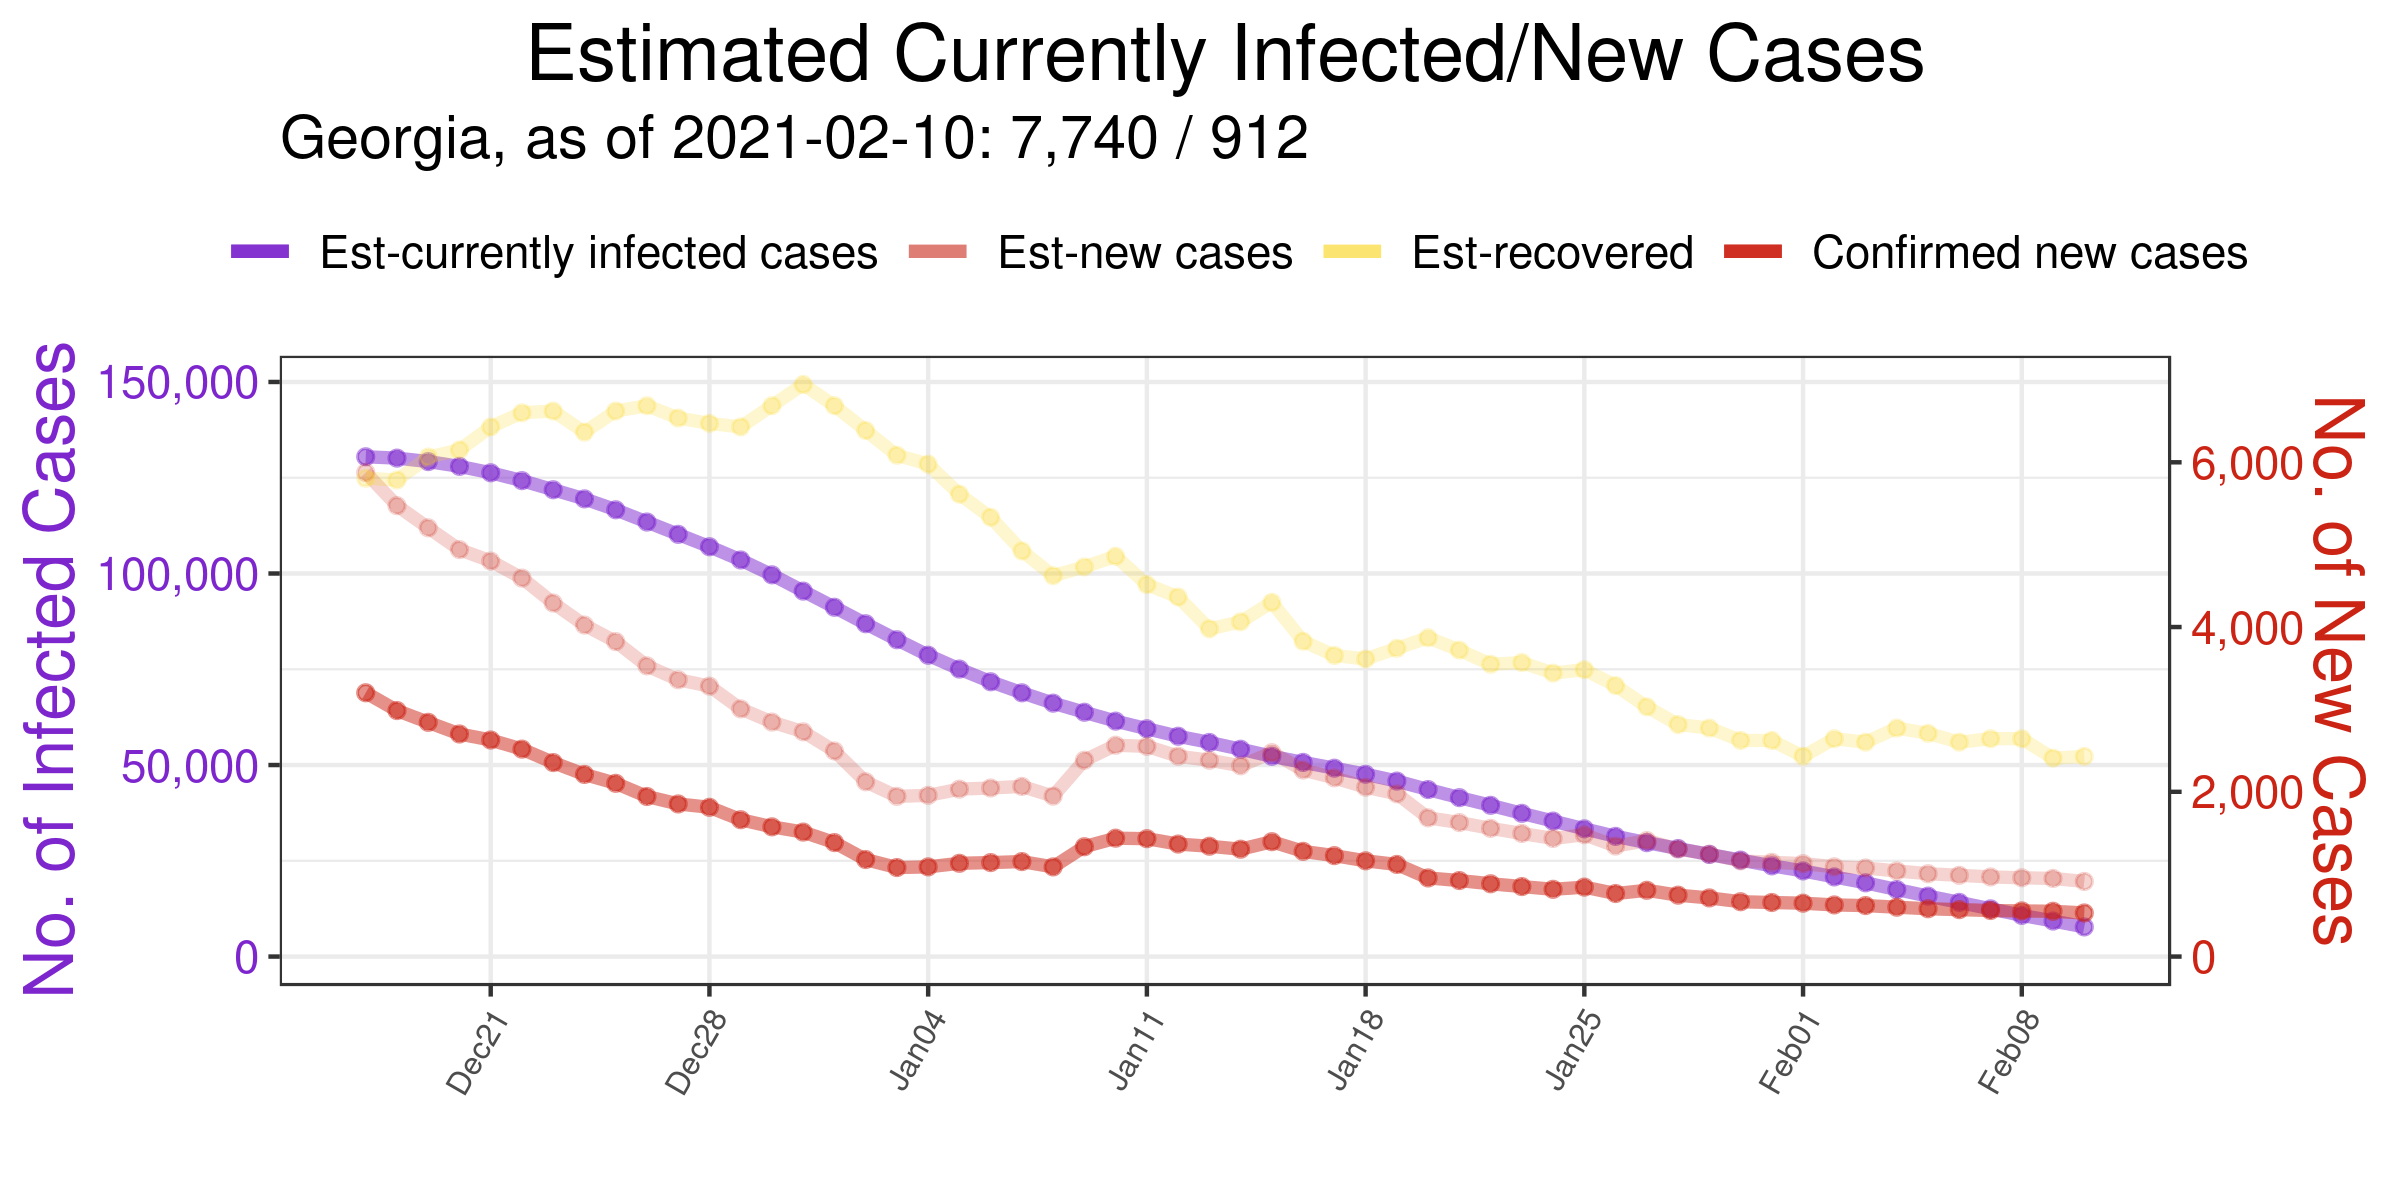 Estimated Currently Infected/New Cases
Georgia, as of 2021-02-10: 7,740 / 912
Est-currently infected cases Est-new cases Est-recovered Confirmed new cases
No. of Infected Cases
150,000
100,000
50,000
0
6,000
4,000
2,000
0
No. of New Cases
Dec21 Dec28 Jan04 Jan11 Jan18 Jan25 Feb01 Feb08